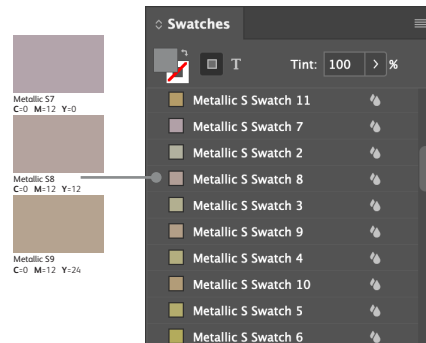 Swatches
T
Tint: 100 > %
Metallic S7
C=0 M=12 Y=0
Metallic S8
C=0 M=12 Y=12
Metallic S9
C=0 M=12 Y=24
Metallic S Swatch 11
Metallic S Swatch 7
Metallic S Swatch 2
Metallic S Swatch 8
Metallic S Swatch 3
Metallic S Swatch 9
Metallic S Swatch 4
Metallic S Swatch 10
Metallic S Swatch 5
Metallic S Swatch 6